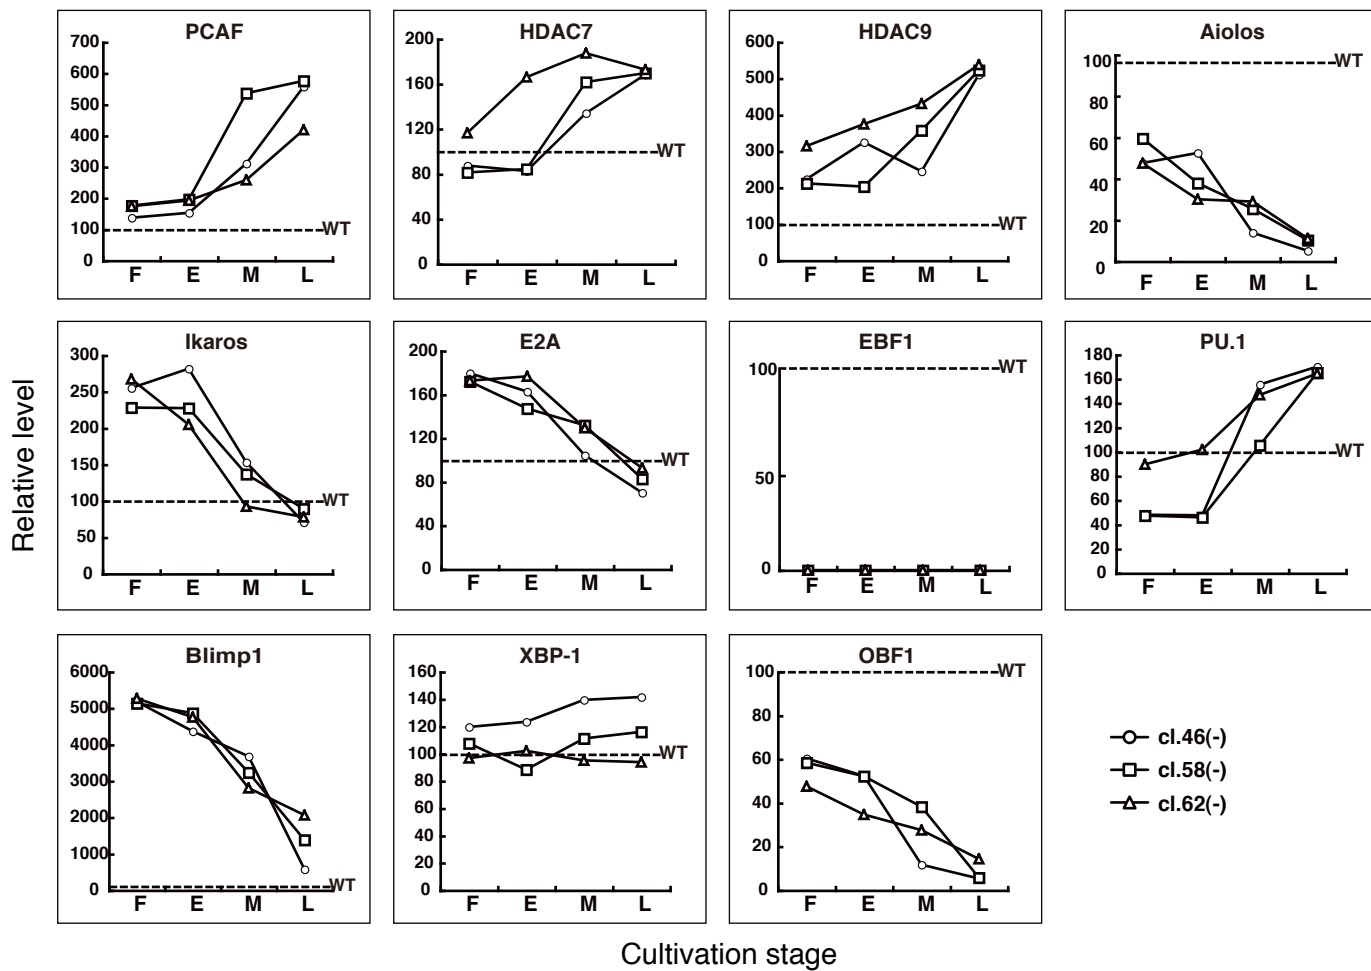 PCAF
700
600
500
400
300
200
100
0
WT
F E M L
HDAC7
200
160
120
80
40
0
WT
F E M L
HDAC9
600
500
400
300
200
100
0
WT
F E M L
Aiolos
100
80
60
40
20
0
WT
F E M L
Relative level
Ikaros
300
250
200
150
100
50
0
WT
F E M L
E2A
200
160
120
80
40
0
WT
F E M L
EBF1
100
50
0
WT
F E M L
PU.1
180
160
140
120
100
80
60
40
20
0
WT
F E M L
Blimp1
6000
5000
4000
3000
2000
1000
0
WT
F E M L
XBP-1
160
140
120
100
80
60
40
20
0
WT
F E M L
OBF1
100
80
60
40
20
0
WT
F E M L
cl.46(-)
cl.58(-)
cl.62(-)
Cultivation stage